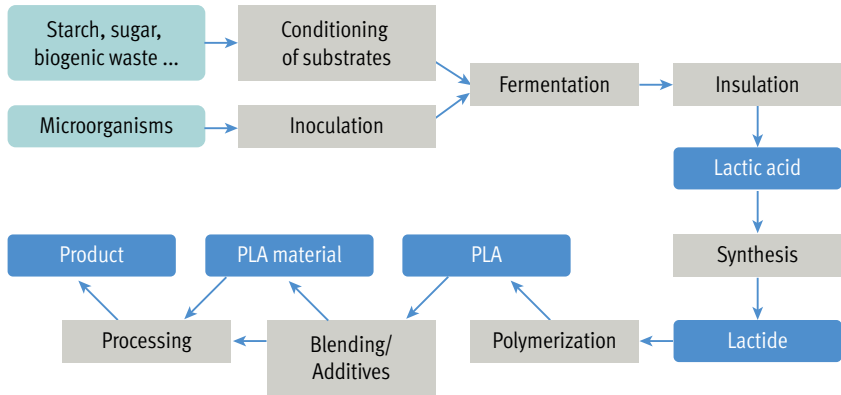 Starch, sugar,
biogenic waste ...
Conditioning
of substrates
Fermentation
Insulation
Microorganisms
Inoculation
Lactic acid
Synthesis
Product
PLA material
PLA
Processing
Blending/
Additives
Polymerization
Lactide